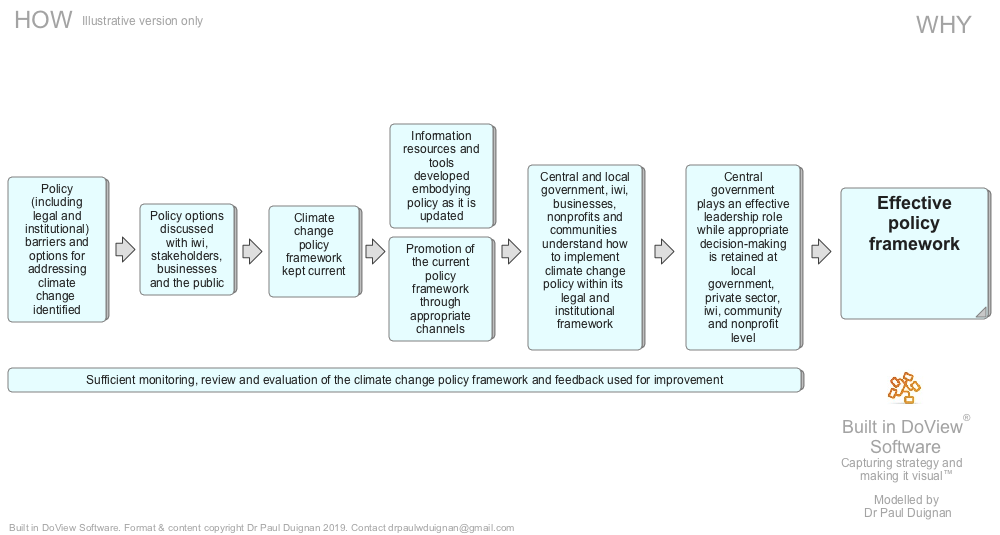 HOW
Illustrative version only
WHY
Policy
(including
legal and
institutional)
barriers and
options for
addressing
climate
change
identified
Policy options
discussed
with iwi,
stakeholders,
businesses
and the public
Climate
change
policy
framework
kept current
Information
resources and
tools
developed
embodying
policy as it is
updated
Promotion of
the current
policy
framework
through
appropriate
channels
Central and local
government, iwi,
businesses,
nonprofits and
communities
understand how
to implement
climate change
policy within its
legal and
institutional
framework
Central
government
plays an effective
leadership role
while appropriate
decision-making
is retained at
local
government,
private sector,
iwi, community
and nonprofit
level
Effective
policy
framework
Sufficient monitoring, review and evaluation of the climate change policy framework and feedback used for improvement
Built in DoView®
Software
Capturing strategy and
making it visual™
Modelled by
Dr Paul Duignan
Built in DoView Software. Format & content copyright Dr Paul Duignan 2019. Contact drpaulwduignan@gmail.com